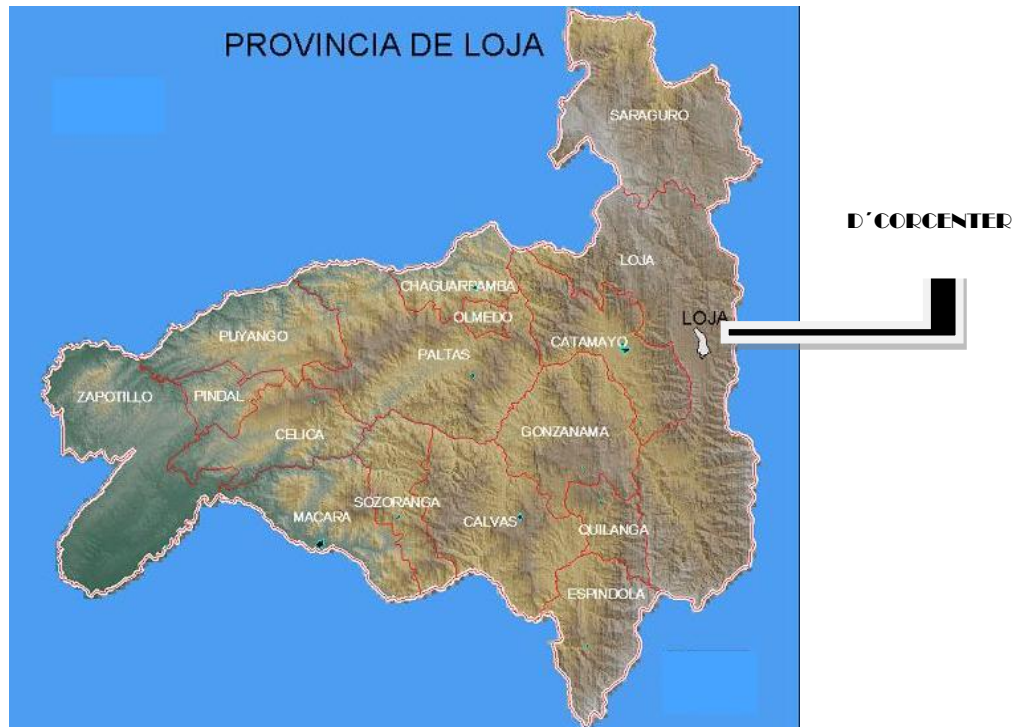 PROVINCIA DE LOJA
SARAGURO
D´CORCENTER
LOJA
CHAGUARPAMBA
OLMEDO
LOJA
PUYANGO
CATAMAYO
PALTAS
ZAPOTILLO
PINDAL
CELICA
GONZANAMA
SOZORANGA
MACARA
CALVAS
QUILANGA
ESPINDOLA